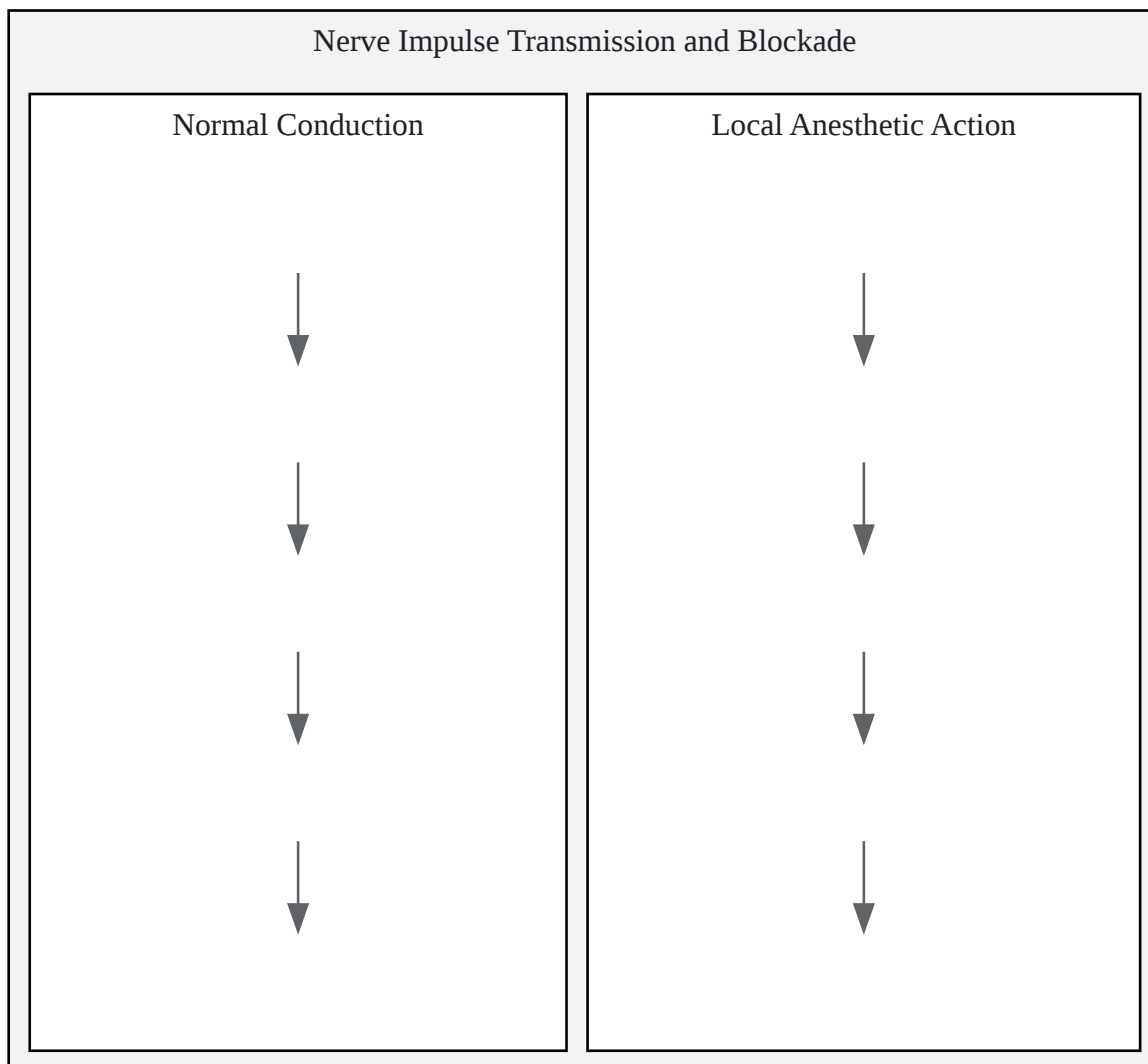 Nerve Impulse Transmission and Blockade
Normal Conduction
Local Anesthetic Action